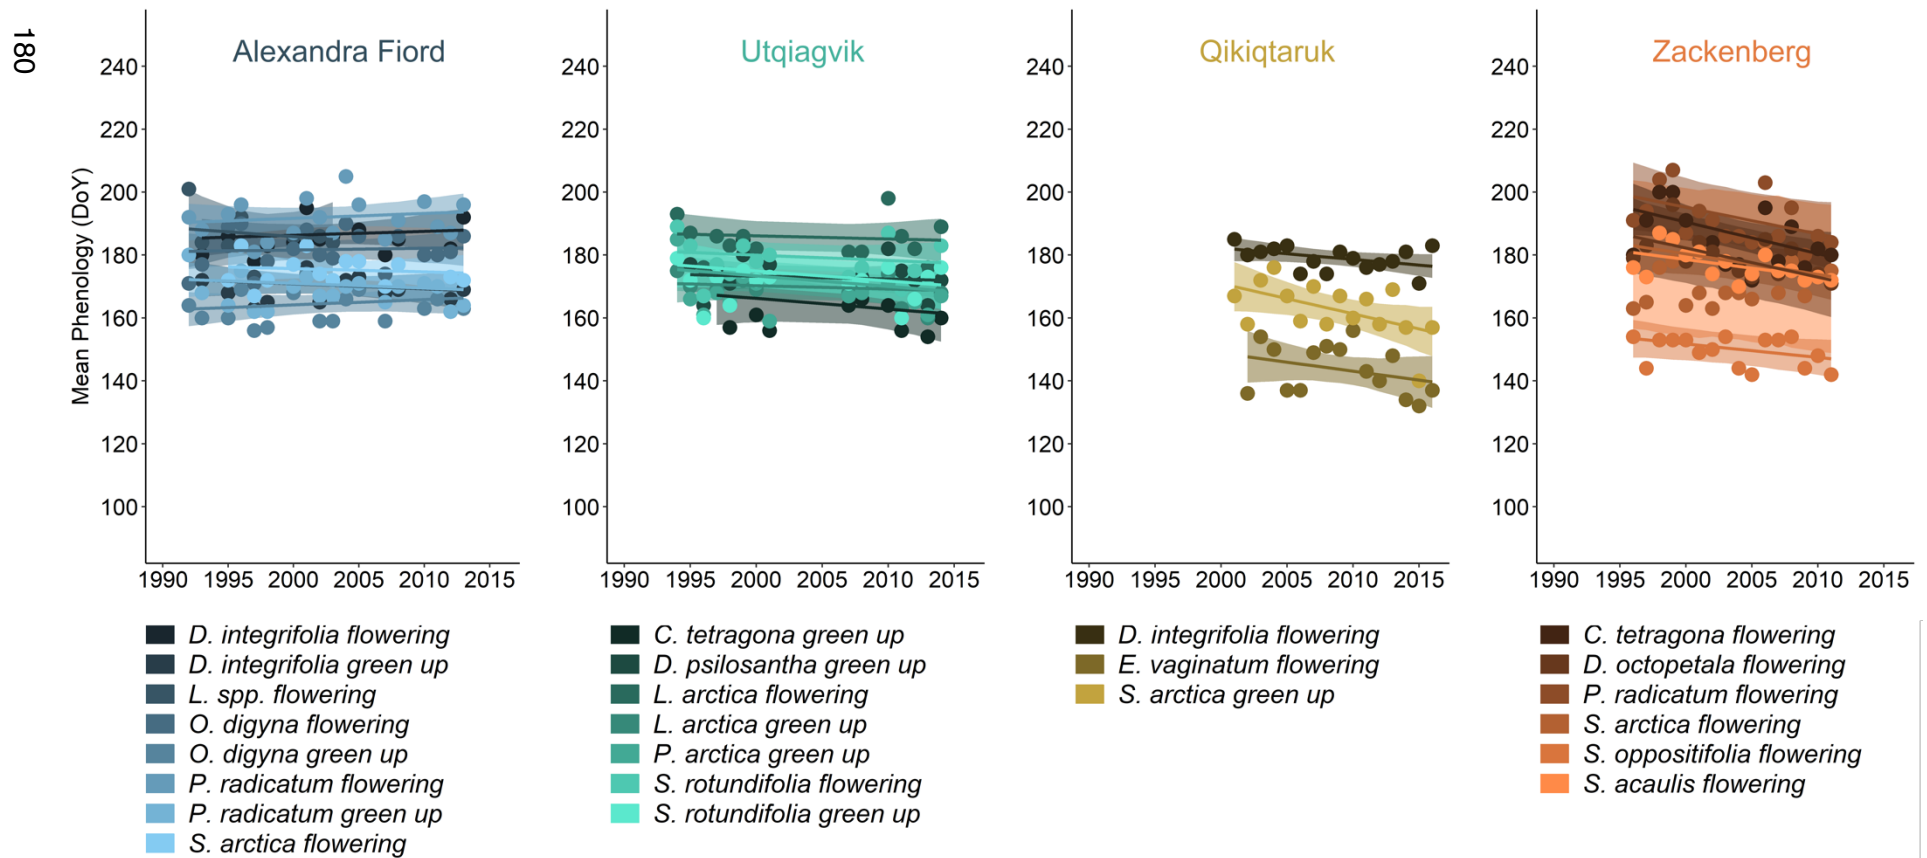 180
Alexandra Fiord
Utqiagvik
Qikiqtaruk
Zackenberg
Mean Phenology (DoY)
240
220
200
180
160
140
120
100
1990 1995 2000 2005 2010 2015
240
220
200
180
160
140
120
100
1990 1995 2000 2005 2010 2015
240
220
200
180
160
140
120
100
1990 1995 2000 2005 2010 2015
240
220
200
180
160
140
120
100
1990 1995 2000 2005 2010 2015
D. integrifolia flowering
D. integrifolia green up
L. spp. flowering
O. digyna flowering
O. digyna green up
P. radicatum flowering
P. radicatum green up
S. arctica flowering
C. tetragona green up
D. psilosantha green up
L. arctica flowering
L. arctica green up
P. arctica green up
S. rotundifolia flowering
S. rotundifolia green up
D. integrifolia flowering
E. vaginatum flowering
S. arctica green up
C. tetragona flowering
D. octopetala flowering
P. radicatum flowering
S. arctica flowering
S. oppositifolia flowering
S. acaulis flowering